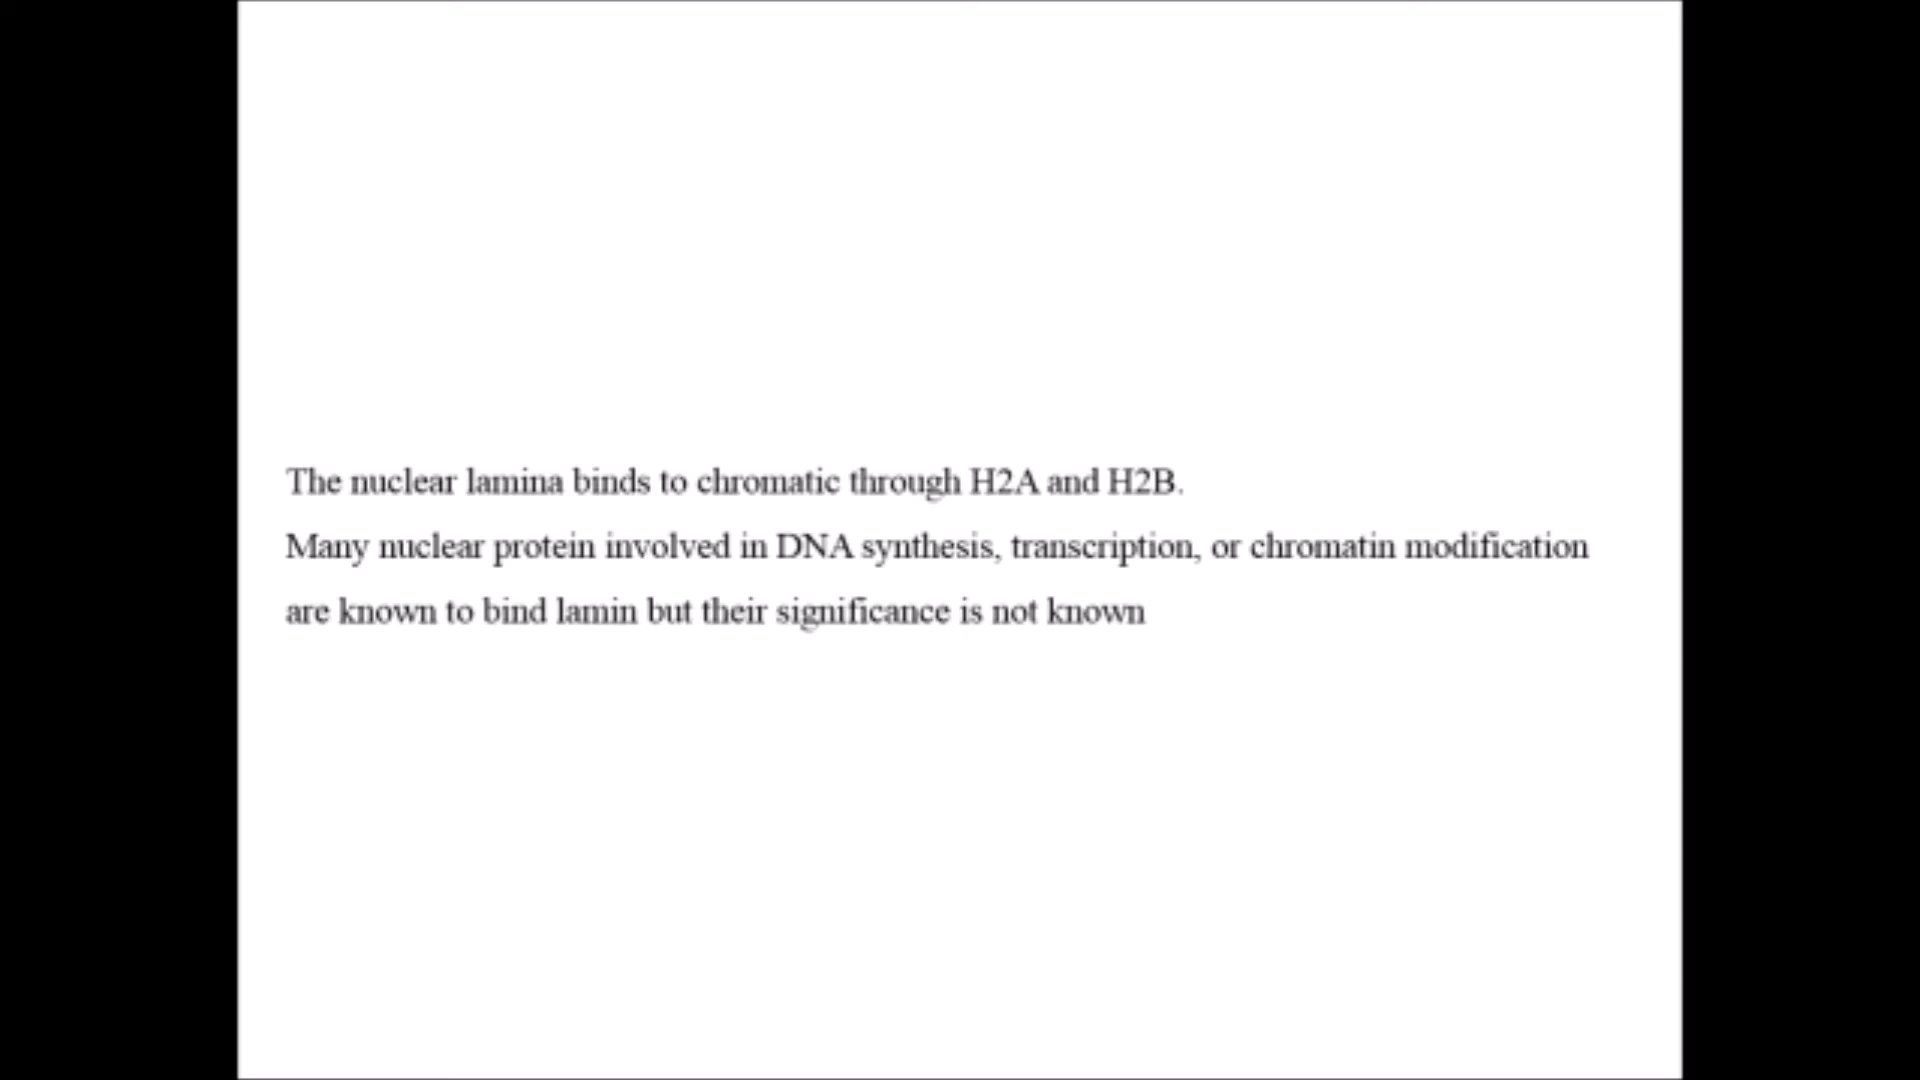 The nuclear lamina binds to chromatic through H2A and H2B.
Many nuclear protein involved in DNA synthesis, transcription, or chromatin modification
are known to bind lamin but their significance is not known